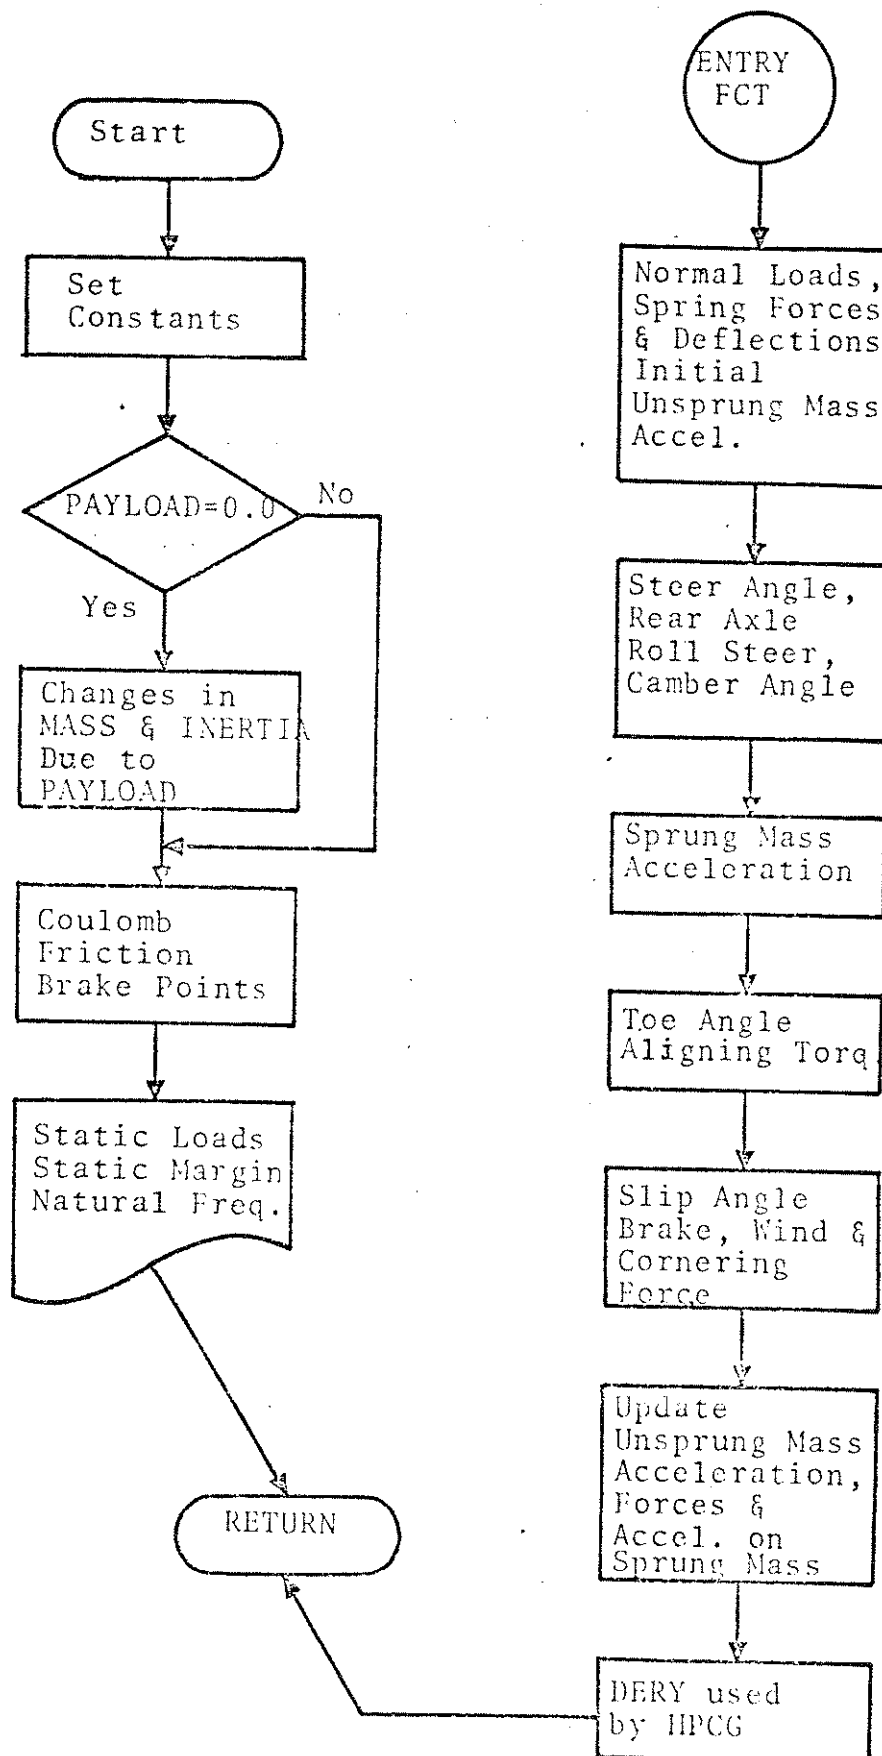 Start
Set
Constants
PAYLOAD=0.0
No
Yes
Changes in
MASS & INERTIA
Due to
PAYLOAD
Coulomb
Friction
Brake Points
Static Loads
Static Margin
Natural Freq.
RETURN
ENTRY
FCT
Normal Loads,
Spring Forces
& Deflections
Initial
Unsprung Mass
Accel.
Steer Angle,
Rear Axle
Roll Steer,
Camber Angle
Sprung Mass
Acceleration
Toe Angle
Aligning Torq.
Slip Angle
Brake, Wind &
Cornering
Force
Update
Unsprung Mass
Acceleration,
Forces &
Accel. on
Sprung Mass
DERY used
by HPCG